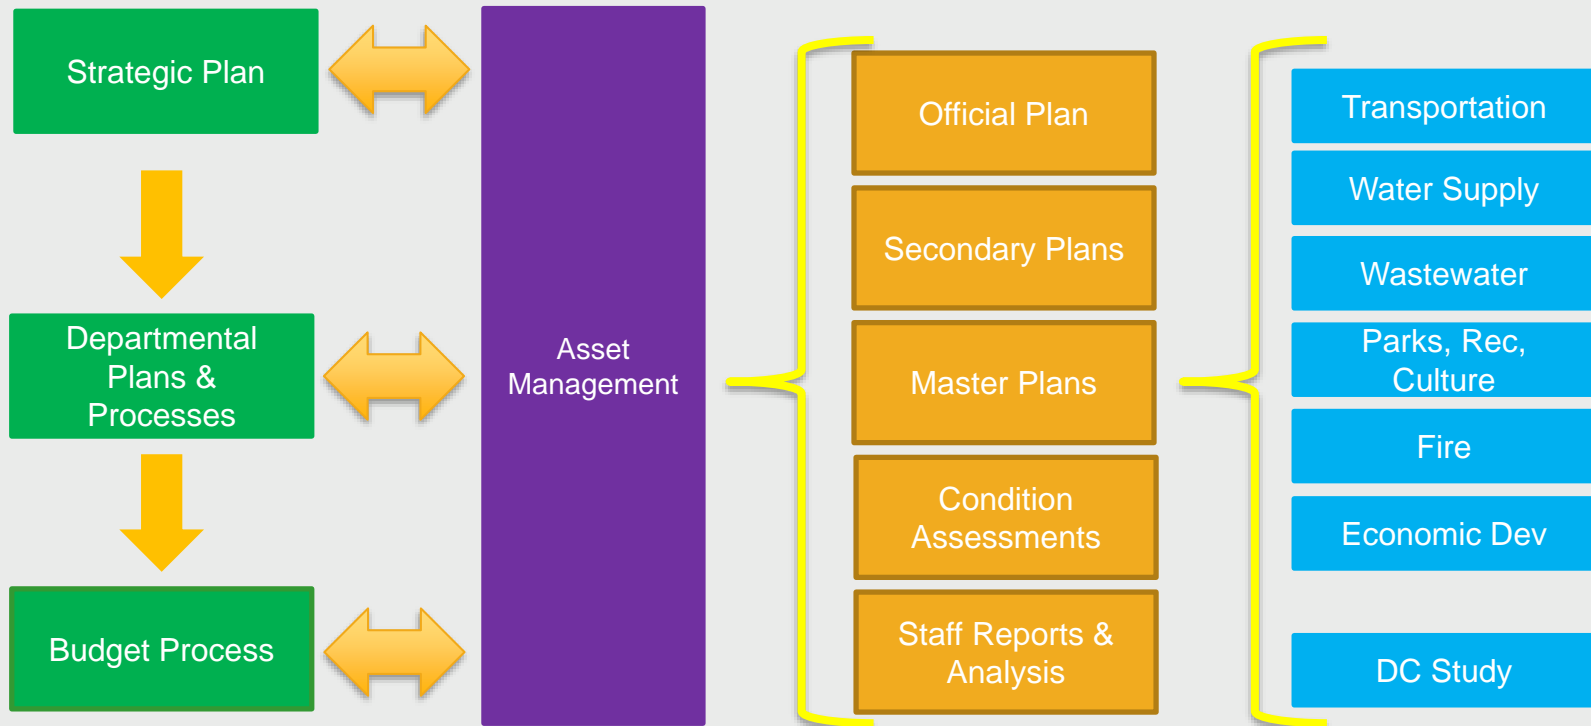 Strategic Plan
Departmental
Plans &
Processes
Budget Process
Asset
Management
Official Plan
Secondary Plans
Master Plans
Condition
Assessments
Staff Reports &
Analysis
Transportation
Water Supply
Wastewater
Parks, Rec,
Culture
Fire
Economic Dev
DC Study